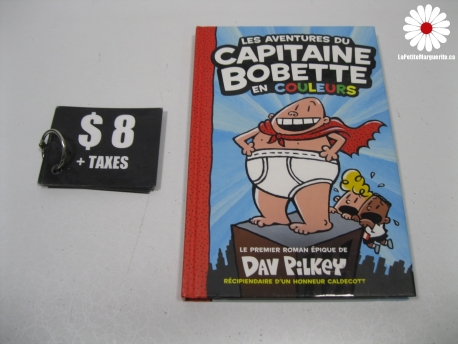 LES AVENTURES DU
CAPITAINE
BOBETTE
EN COULEURS
LE PREMIER ROMAN ÉPIQUE DE
DAV PILKEY
RÉCIPIENDAIRE D'UN HONNEUR CALDECOTT
$ 8
+ TAXES
LaPetiteMarguerite.ca